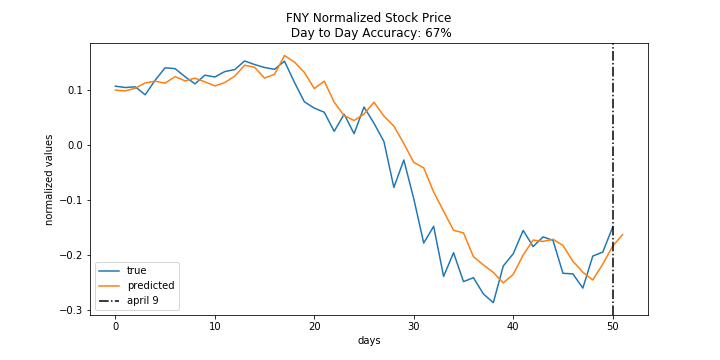 FNY Normalized Stock Price
Day to Day Accuracy: 67%
normalized values
0.1
0.0
−0.1
−0.2
−0.3
true
predicted
april 9
0 10 20 30 40 50
days